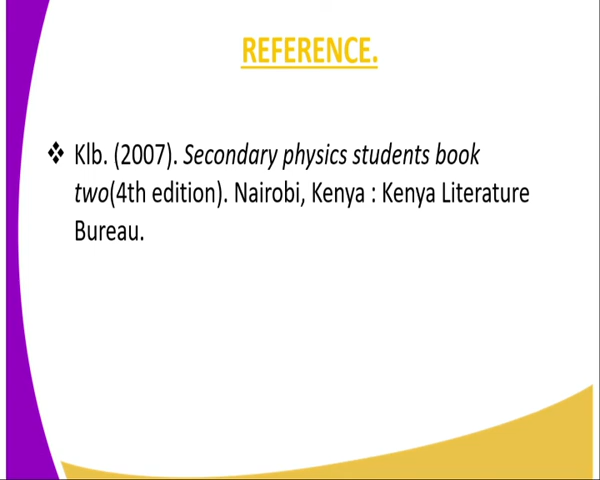 REFERENCE.
❖ Klb. (2007). Secondary physics students book
two(4th edition). Nairobi, Kenya : Kenya Literature
Bureau.